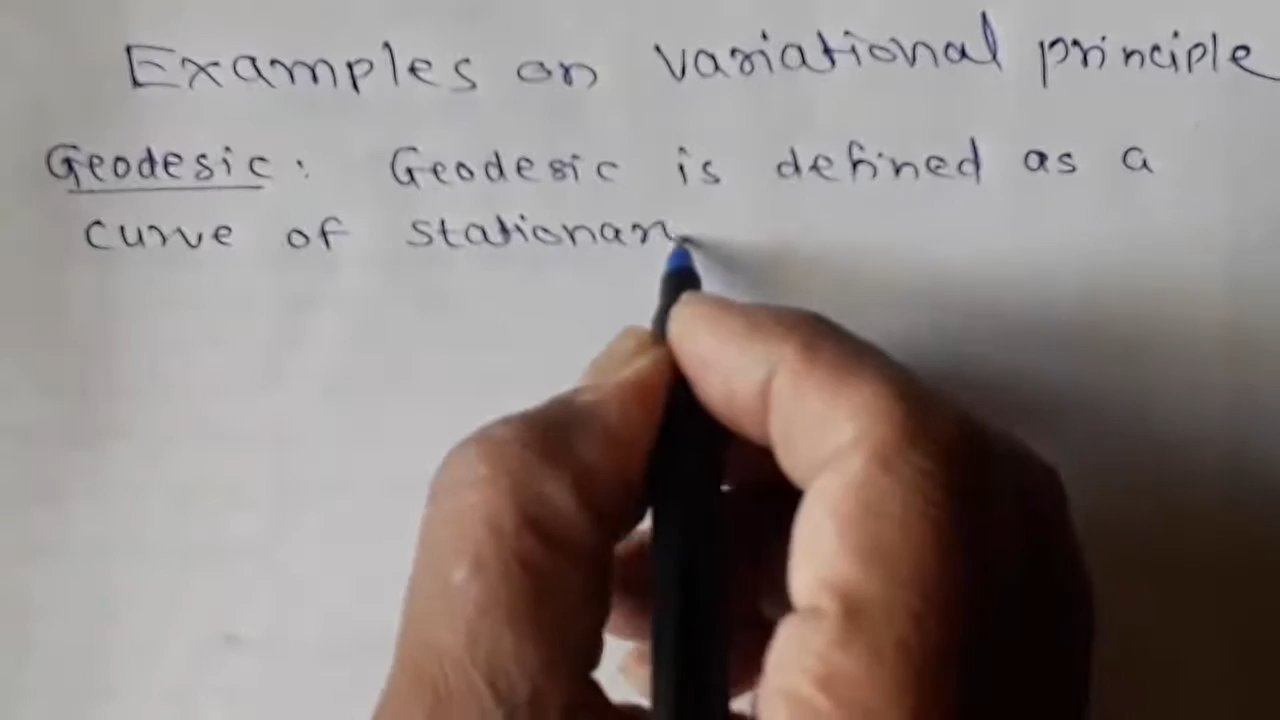 Examples on variational principle
Geodesic: Geodesic is defined as a
curve of stationar